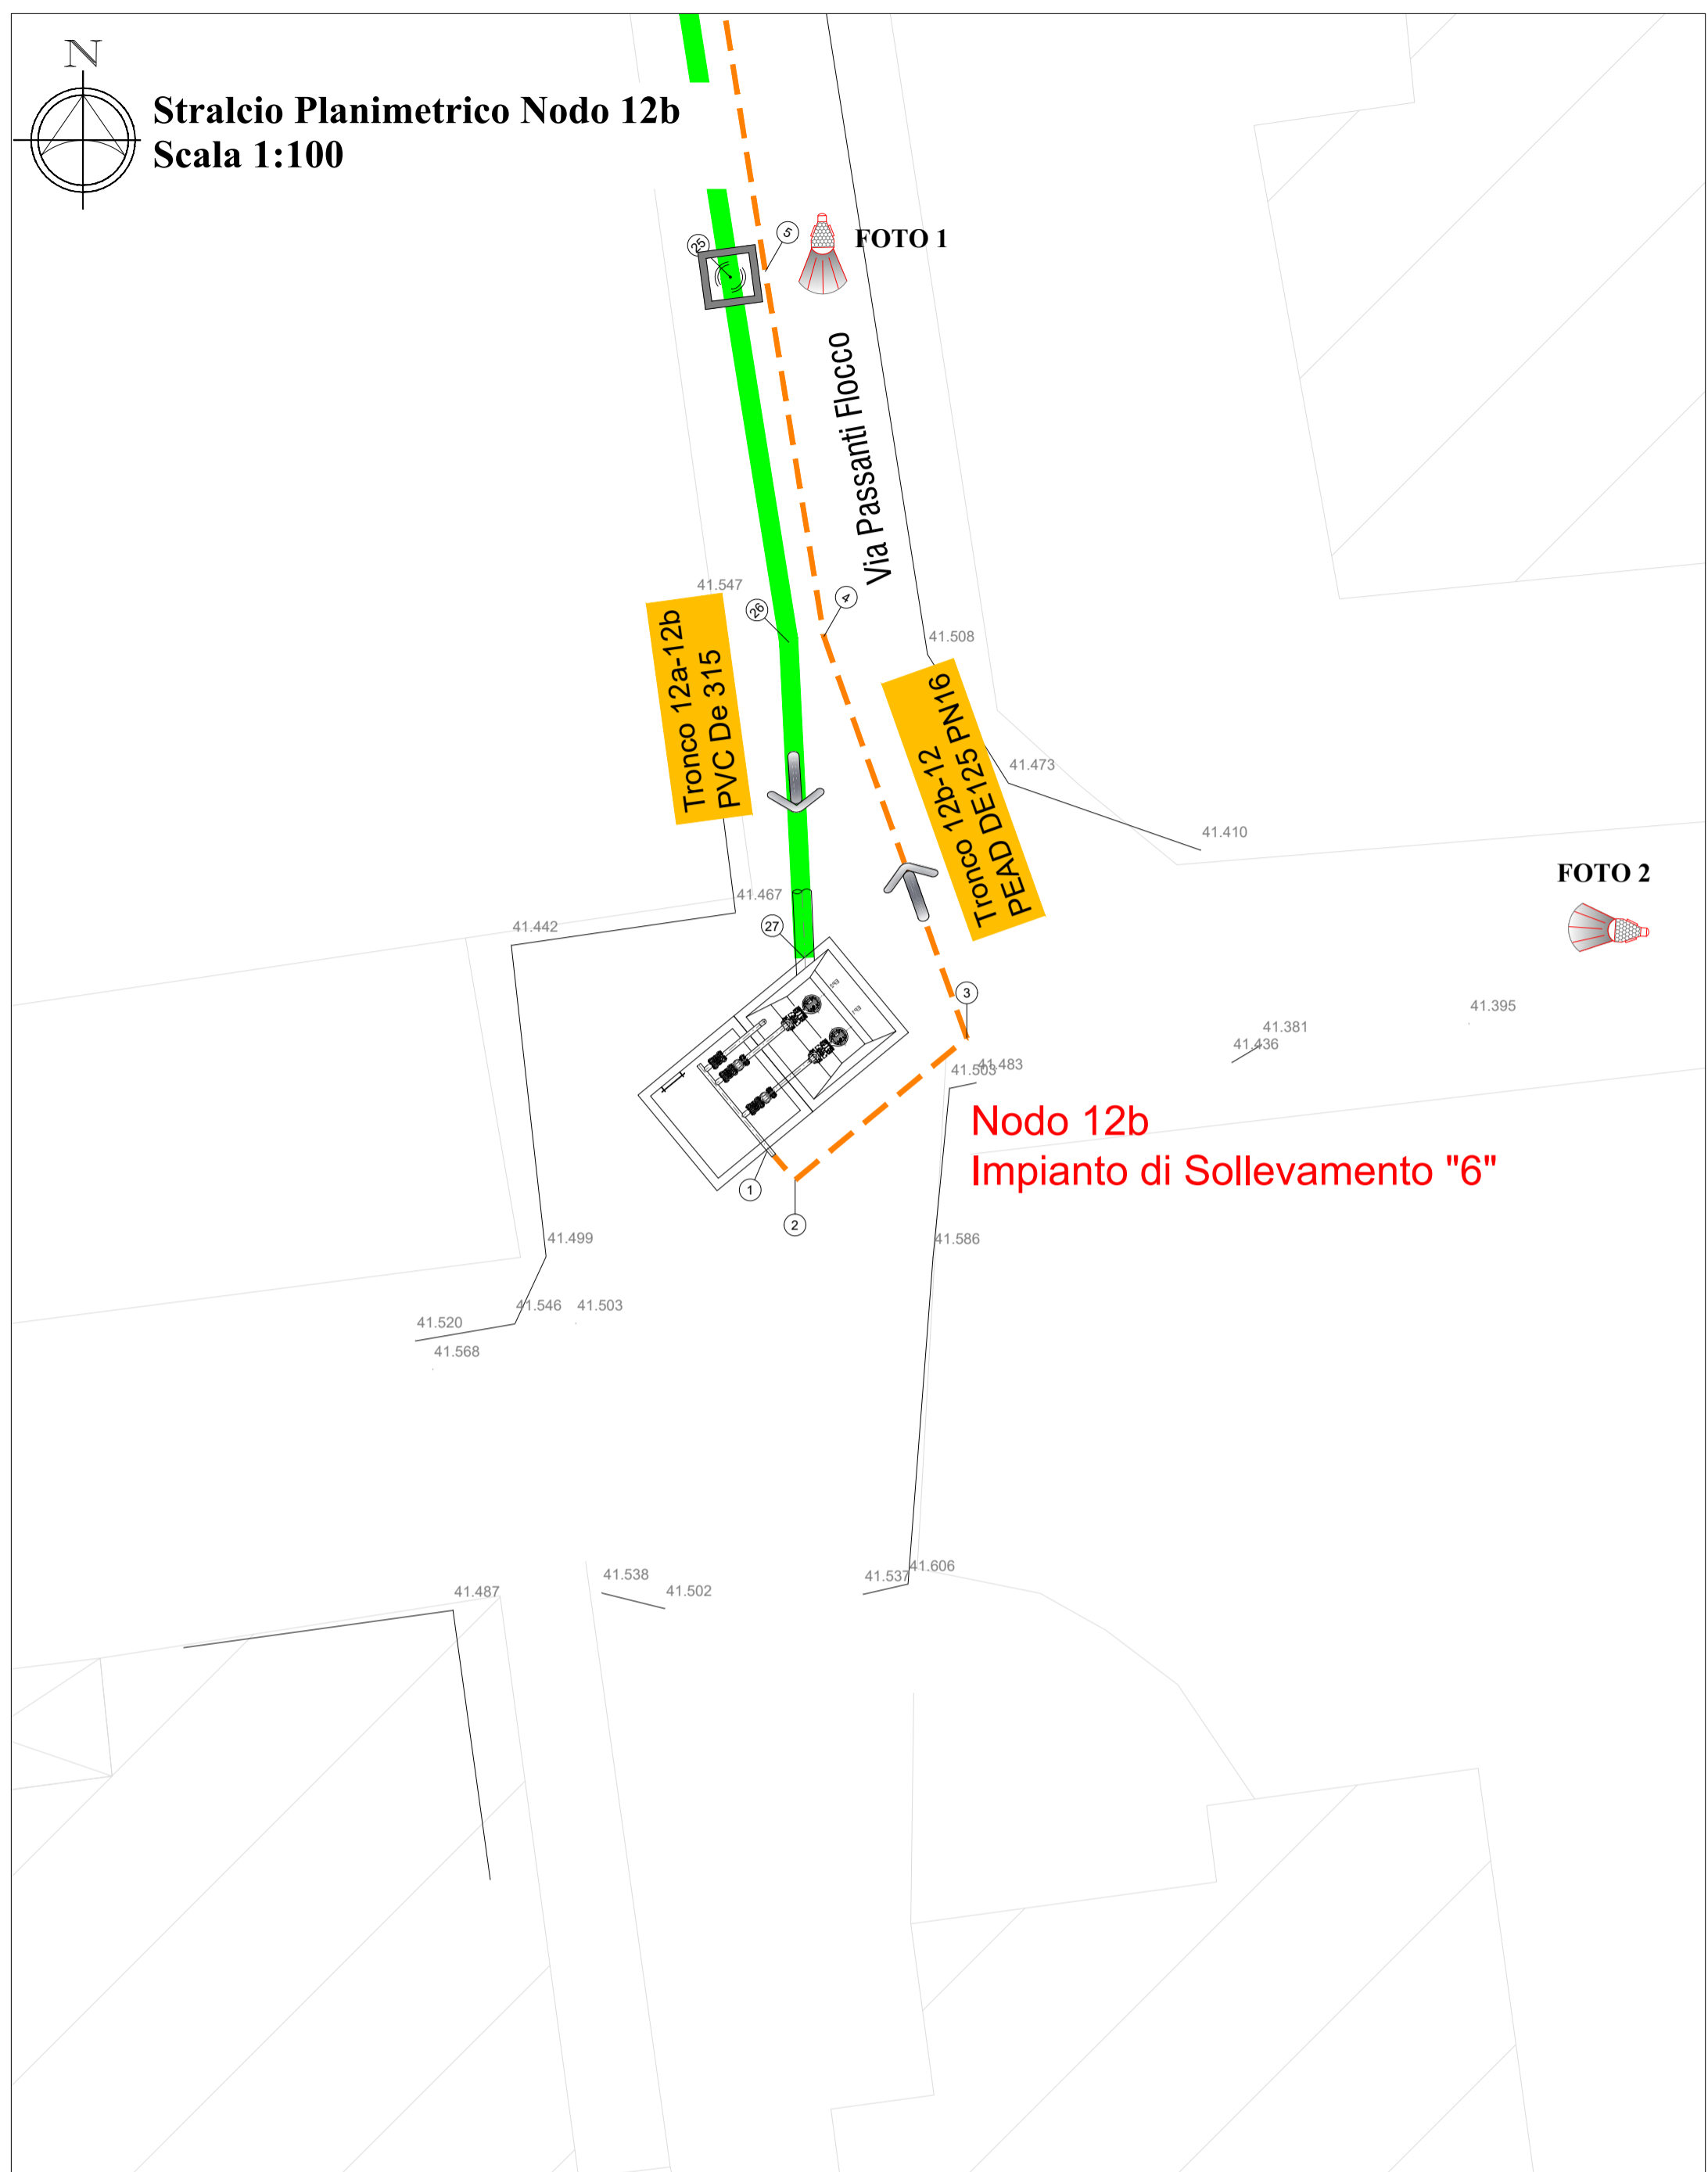 N
Stralcio Planimetrico Nodo 12b
Scala 1:100
25
5
FOTO 1
Via Passanti Flocco
41.547
26
4
41.508
Tronco 12a-12b
PVC De 315
Tronco 12b-12
PEAD DE125 PN16
41.473
41.410
FOTO 2
41.467
41.442
27
3
41.395
41.381
41.436
41.483
41.503
Nodo 12b
Impianto di Sollevamento "6"
1
2
41.499
41.586
41.546
41.503
41.520
41.568
41.538
41.502
41.537
41.606
41.487